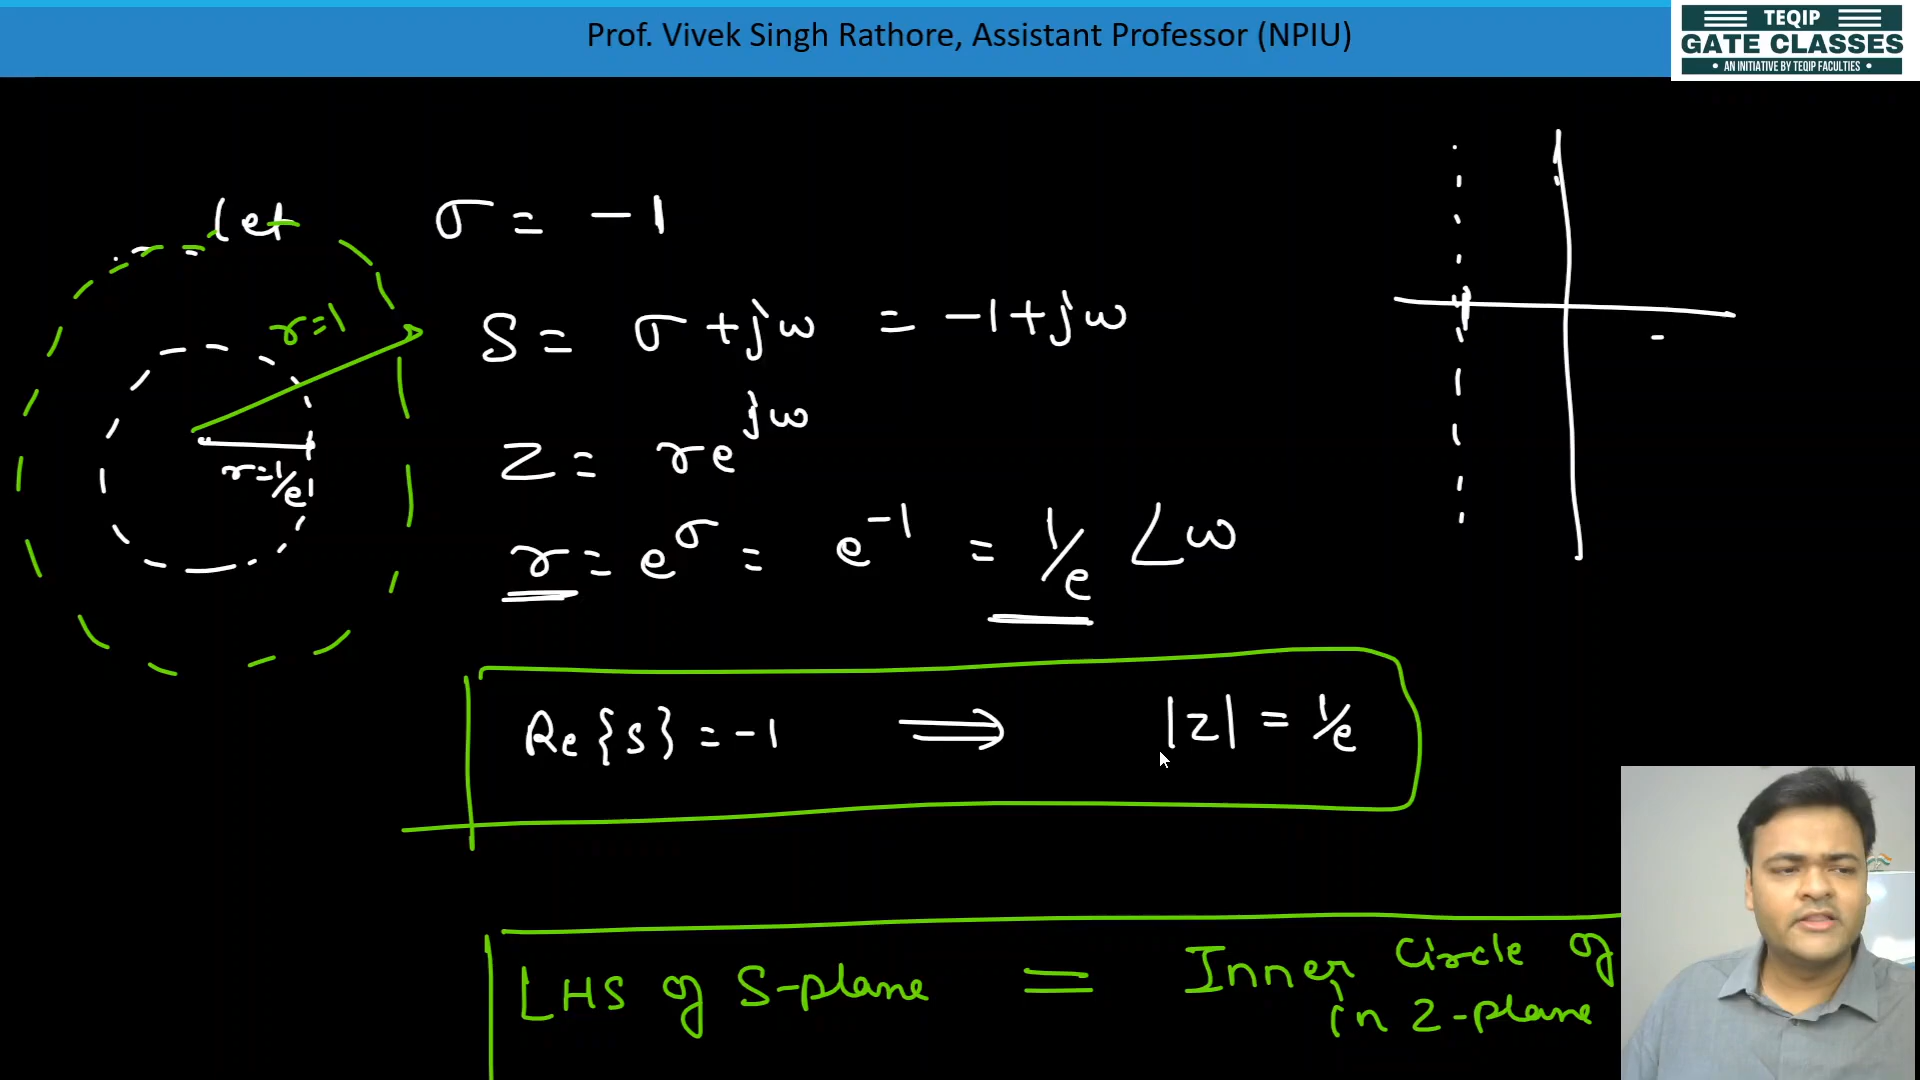 Prof. Vivek Singh Rathore, Assistant Professor (NPIU)
TEQIP
GATE CLASSES
• AN INITIATIVE BY TEQIP FACULTIES •
let σ = -1
r=1
S = σ + jω = -1+jω
Z = re^jω
r=1/e
r = e^σ = e^-1 = 1/e ∠ω
Re{s} = -1 ⟹ |z| = 1/e
LHS of S-plane = Inner Circle of
in Z-plane